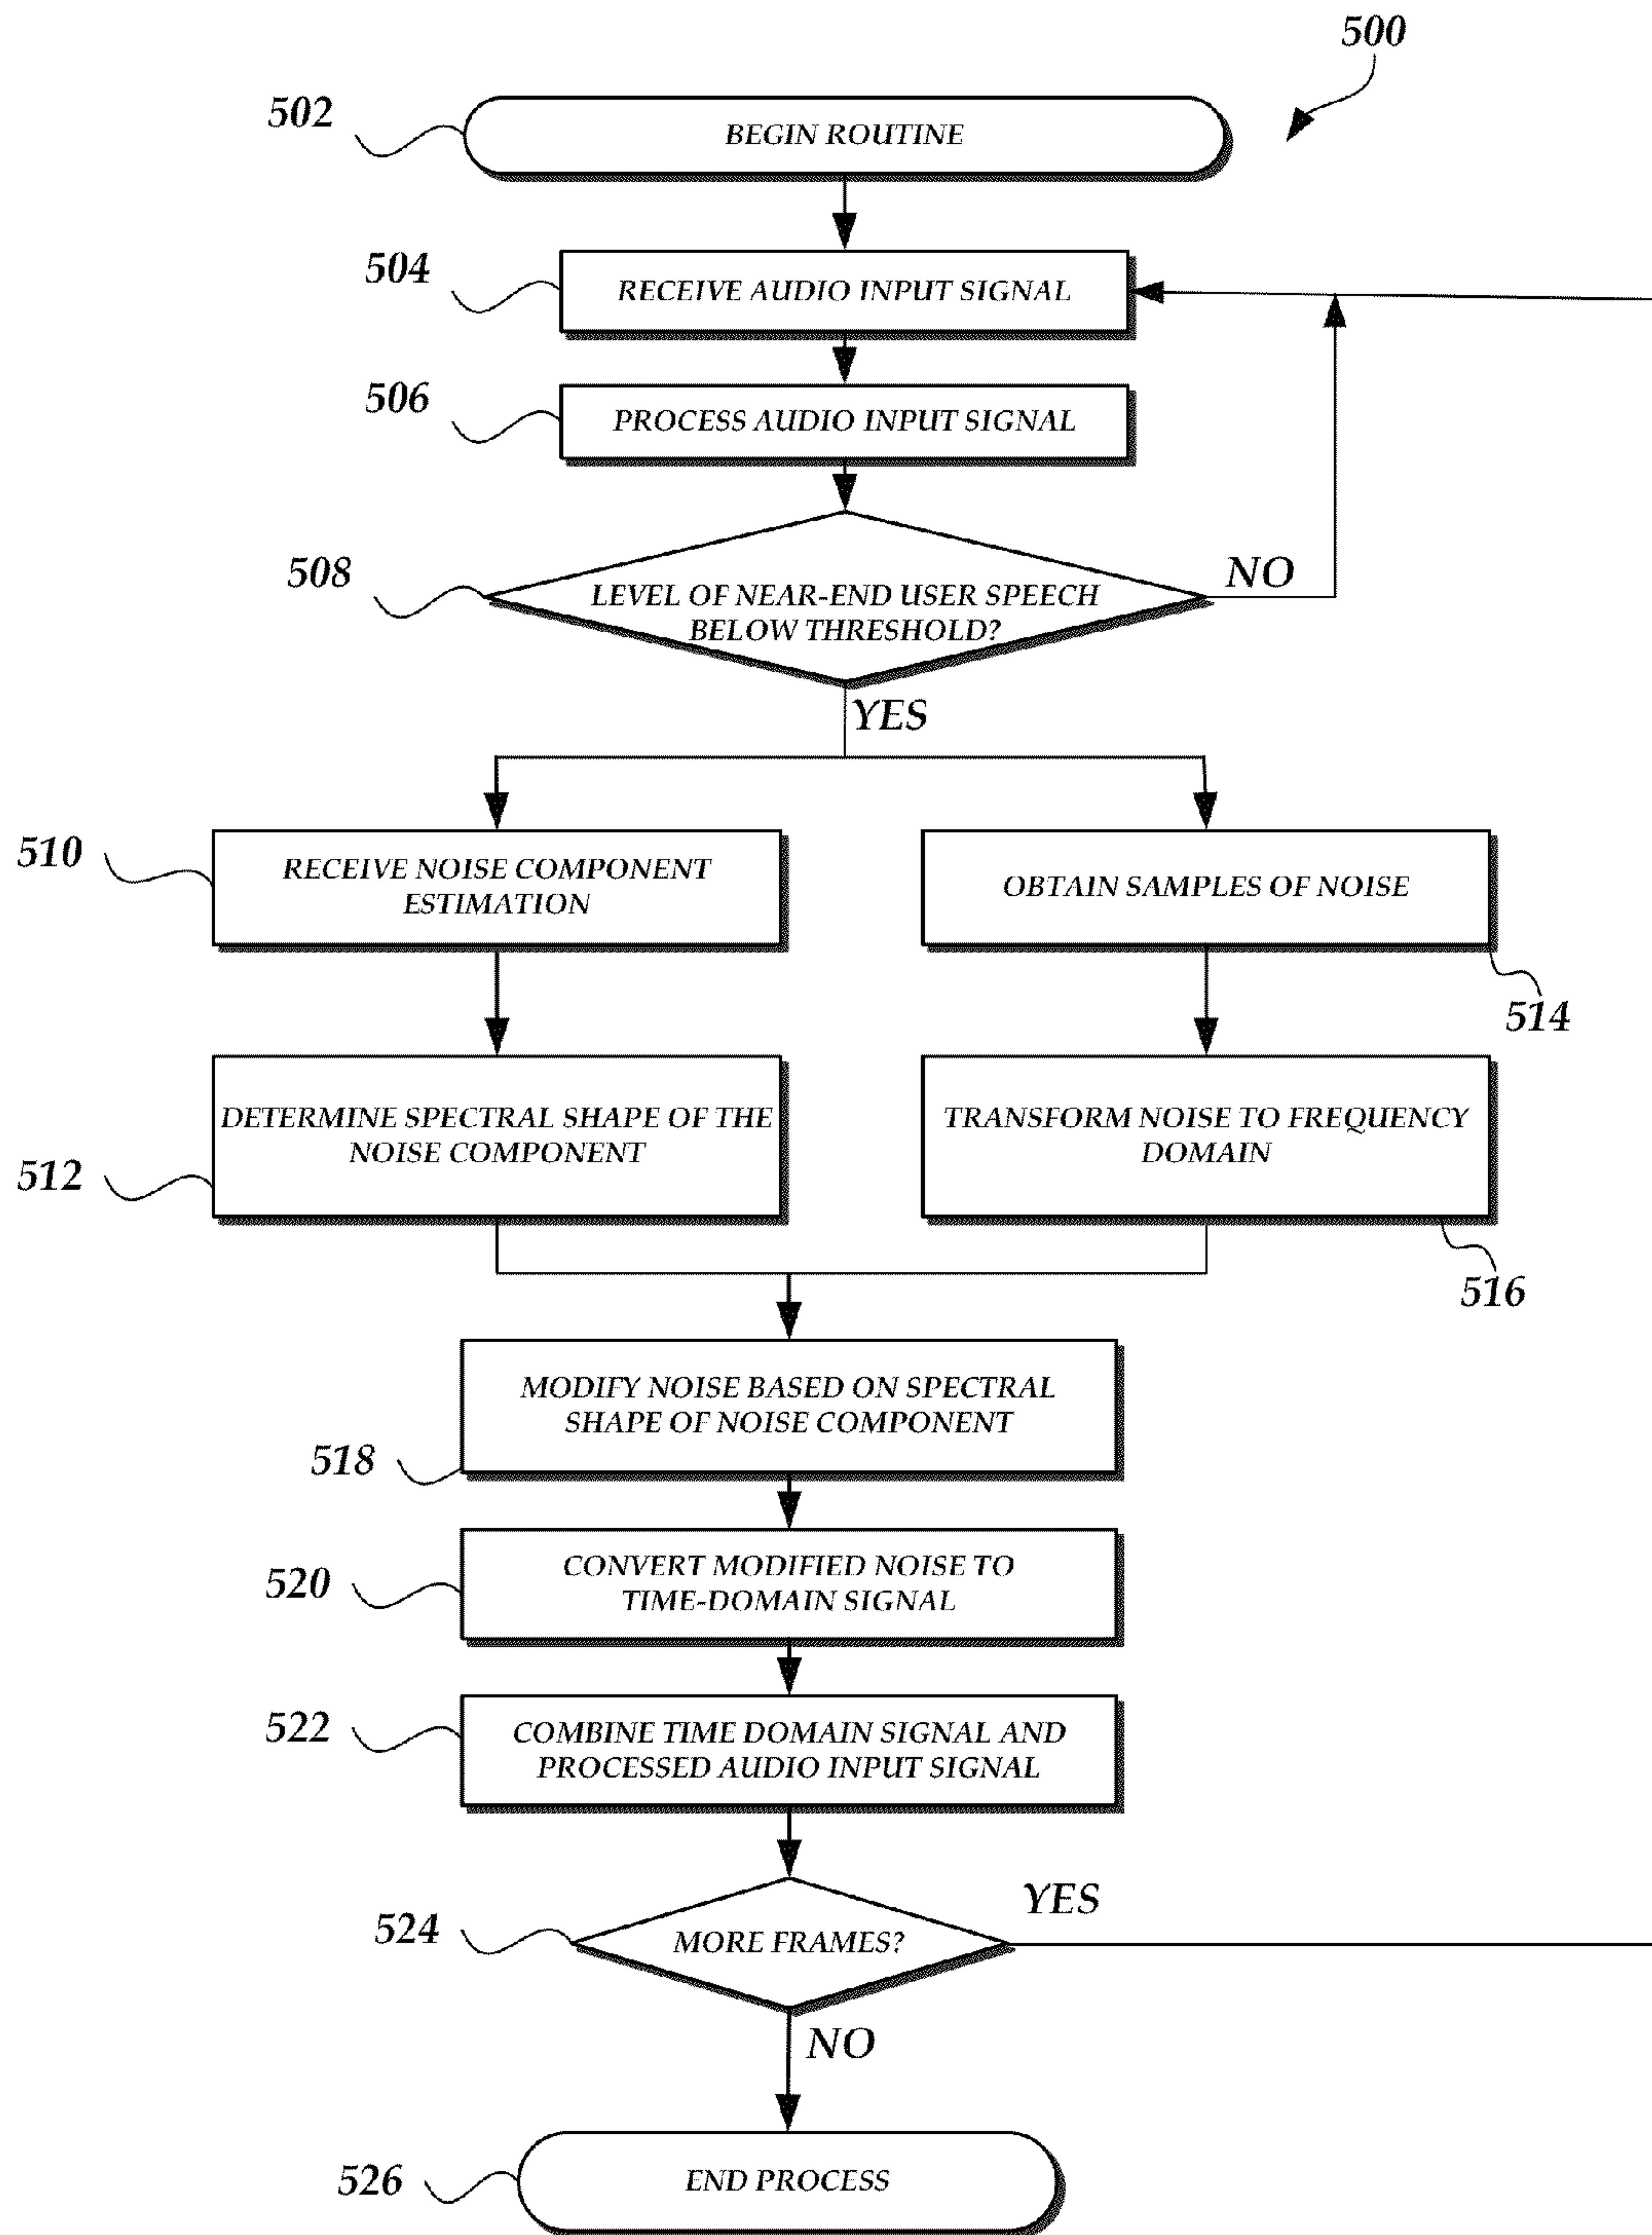 500
502
BEGIN ROUTINE
504
RECEIVE AUDIO INPUT SIGNAL
506
PROCESS AUDIO INPUT SIGNAL
508
LEVEL OF NEAR-END USER SPEECH
BELOW THRESHOLD?
NO
YES
510
RECEIVE NOISE COMPONENT
ESTIMATION
OBTAIN SAMPLES OF NOISE
514
512
DETERMINE SPECTRAL SHAPE OF THE
NOISE COMPONENT
TRANSFORM NOISE TO FREQUENCY
DOMAIN
516
518
MODIFY NOISE BASED ON SPECTRAL
SHAPE OF NOISE COMPONENT
520
CONVERT MODIFIED NOISE TO
TIME-DOMAIN SIGNAL
522
COMBINE TIME DOMAIN SIGNAL AND
PROCESSED AUDIO INPUT SIGNAL
524
MORE FRAMES?
YES
NO
526
END PROCESS